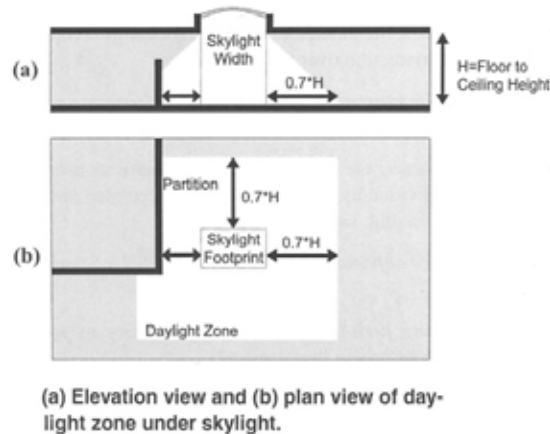 Skylight
Width
(a)
0.7*H
H=Floor to
Ceiling Height
Partition
0.7*H
Skylight
Footprint
0.7*H
(b)
Daylight Zone
(a) Elevation view and (b) plan view of day-
light zone under skylight.